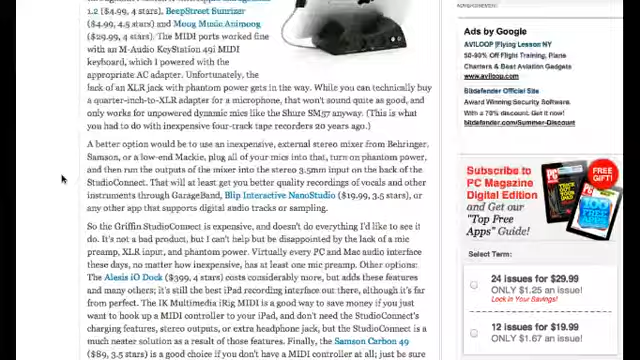 1.2 ($4.99, 4 stars), BeepStreet Sunrizer
($4.99, 4.5 stars) and Moog Music Animoog
($29.99, 4 stars). The MIDI ports worked fine
with an M-Audio KeyStation 49i MIDI
keyboard, which I powered with the
appropriate AC adapter. Unfortunately, the
lack of an XLR jack with phantom power gets in the way. While you can technically buy
a quarter-inch-to-XLR adapter for a microphone, that won't sound quite as good, and
only works for unpowered dynamic mics like the Shure SM57 anyway. (This is what
you had to do with inexpensive four-track tape recorders 20 years ago.)
A better option would be to use an inexpensive, external stereo mixer from Behringer,
Samson, or a low-end Mackie, plug all of your mics into that, turn on phantom power,
and then run the outputs of the mixer into the stereo 3.5mm input on the back of the
StudioConnect. That will at least get you better quality recordings of vocals and other
instruments through GarageBand, Blip Interactive NanoStudio ($19.99, 3.5 stars), or
any other app that supports digital audio tracks or sampling.
So the Griffin StudioConnect is expensive, and doesn't do everything I'd like to see it
do. It's not a bad product, but I can't help but be disappointed by the lack of a mic
preamp, XLR input, and phantom power. Virtually every PC and Mac audio interface
these days, no matter how inexpensive, has at least one mic preamp. Other options:
The Alesis iO Dock ($399, 4 stars) costs considerably more, but adds these features
and many others; it's still the best iPad recording interface out there, although it's far
from perfect. The IK Multimedia iRig MIDI is a good way to save money if you just
want to hook up a MIDI controller to your iPad, and don't need the StudioConnect's
charging features, stereo outputs, or extra headphone jack, but the StudioConnect is a
much neater solution as a result of those features. Finally, the Samson Carbon 49
($89, 3.5 stars) is a good choice if you don't have a MIDI controller at all; just be sure
ADVERTISEMENT
Ads by Google
AVILOOP |Flying Lesson NY
50-90% Off Flight Training, Plane
Charters & Best Aviation Gadgets
www.aviloop.com
Bitdefender Official Site
Award Winning Security Software.
With a 75% discount. Get it now!
bitdefender.com/Summer-Discount
Subscribe to
PC Magazine
Digital Edition
and Get our
"Top Free
Apps" Guide!
FREE
GIFT!
PC
100
FREE
APPS
Select Term:
24 issues for $29.99
ONLY $1.25 an issue!
Lock in Your Savings!
12 issues for $19.99
ONLY $1.67 an issue!